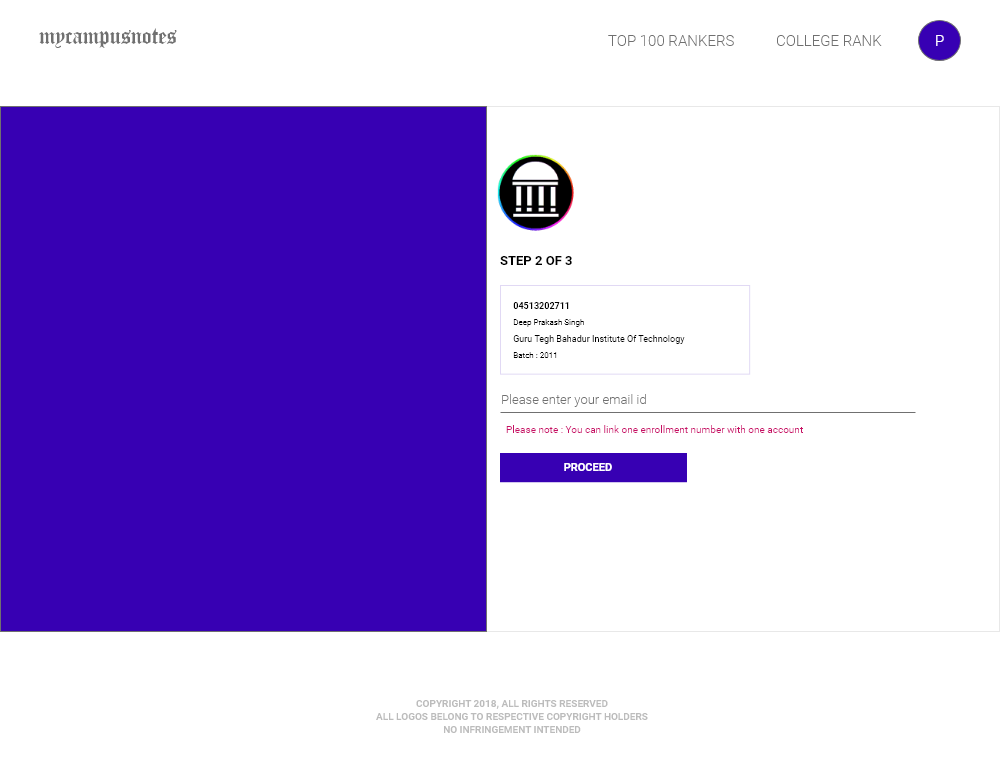 mycampusnotes
TOP 100 RANKERS
COLLEGE RANK
P
STEP 2 OF 3
04513202711
Deep Prakash Singh
Guru Tegh Bahadur Institute Of Technology
Batch : 2011
Please enter your email id
Please note : You can link one enrollment number with one account
PROCEED
COPYRIGHT 2018, ALL RIGHTS RESERVED
ALL LOGOS BELONG TO RESPECTIVE COPYRIGHT HOLDERS
NO INFRINGEMENT INTENDED